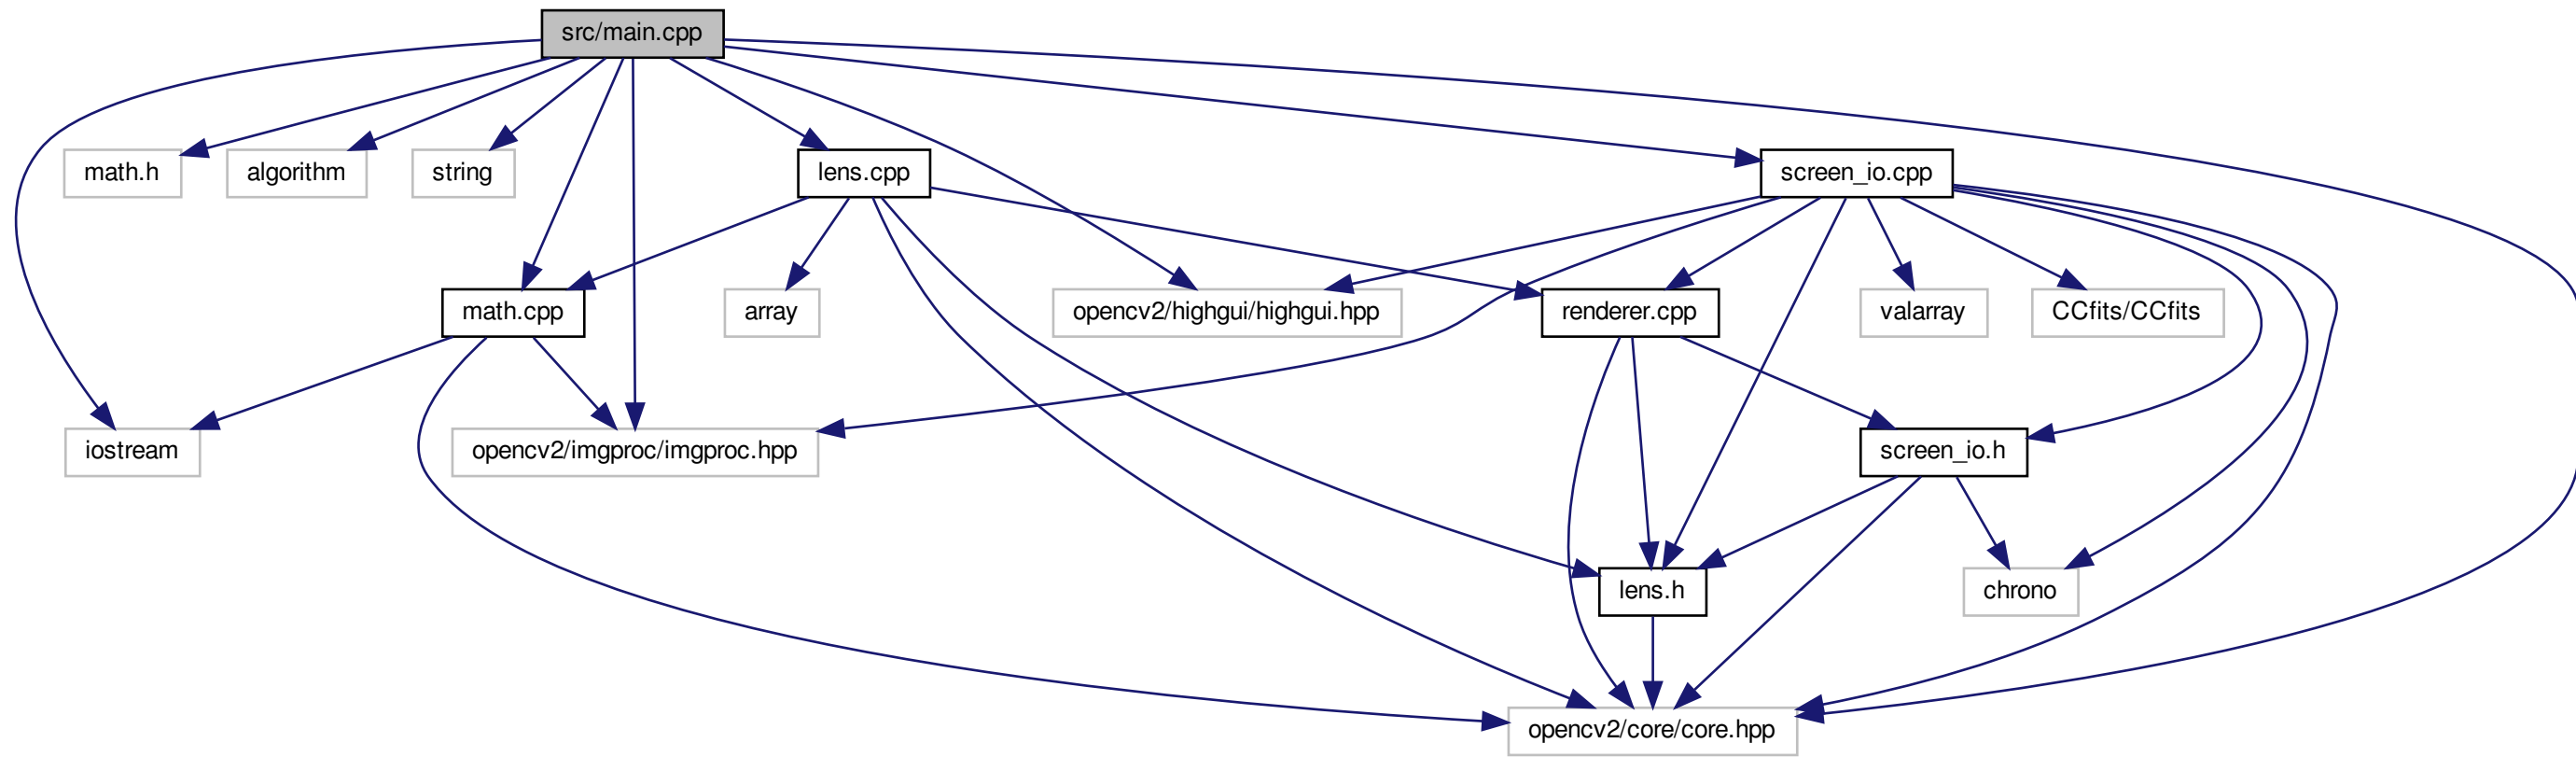 src/main.cpp
math.h
algorithm
string
lens.cpp
screen_io.cpp
math.cpp
array
opencv2/highgui/highgui.hpp
renderer.cpp
valarray
CCfits/CCfits
iostream
opencv2/imgproc/imgproc.hpp
screen_io.h
lens.h
chrono
opencv2/core/core.hpp